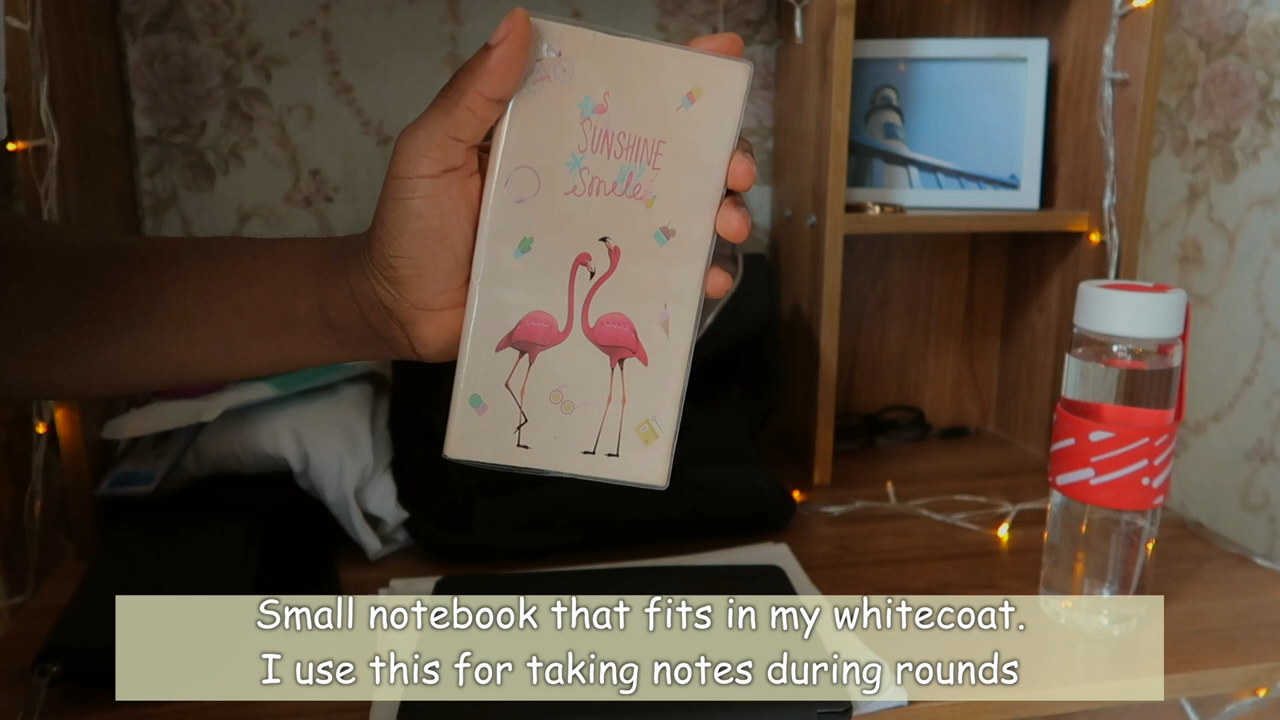 SUNSHINE
Smile
Small notebook that fits in my whitecoat.
I use this for taking notes during rounds